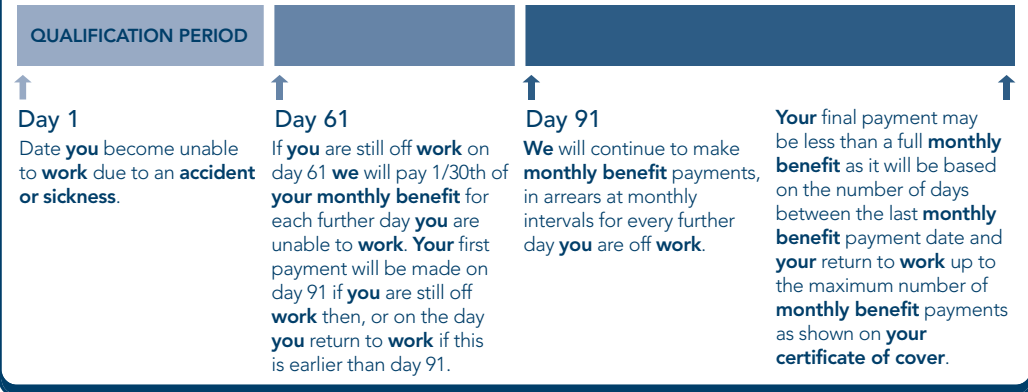 QUALIFICATION PERIOD
Day 1
Date you become unable
to work due to an accident
or sickness.
Day 61
If you are still off work on
day 61 we will pay 1/30th of
your monthly benefit for
each further day you are
unable to work. Your first
payment will be made on
day 91 if you are still off
work then, or on the day
you return to work if this
is earlier than day 91.
Day 91
We will continue to make
monthly benefit payments,
in arrears at monthly
intervals for every further
day you are off work.
Your final payment may
be less than a full monthly
benefit as it will be based
on the number of days
between the last monthly
benefit payment date and
your return to work up to
the maximum number of
monthly benefit payments
as shown on your
certificate of cover.